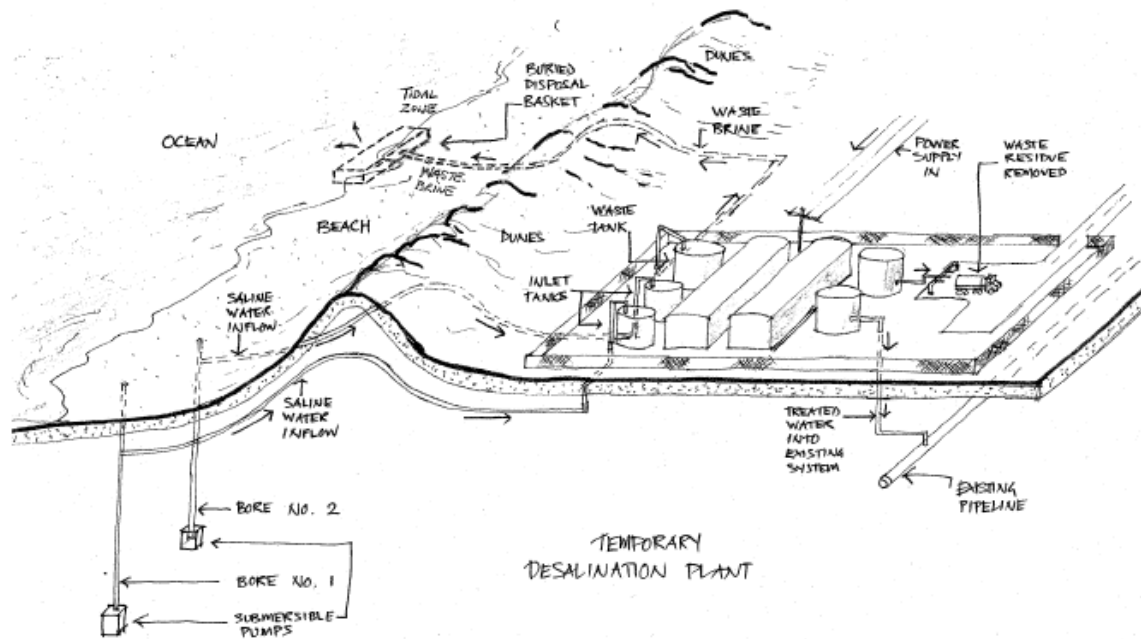 DUNES
BURIED
DISPOSAL
BASKET
TIDAL
ZONE
OCEAN
WASTE
BRINE
POWER
SUPPLY
IN
WASTE
RESIDUE
REMOVED
WASTE
BRINE
BEACH
DUNES
WASTE
TANK
INLET
TANKS
SALINE
WATER
INFLOW
SALINE
WATER
INFLOW
TREATED
WATER
INTO
EXISTING
SYSTEM
EXISTING
PIPELINE
BORE NO. 2
BORE NO. 1
SUBMERSIBLE
PUMPS
TEMPORARY
DESALINATION PLANT